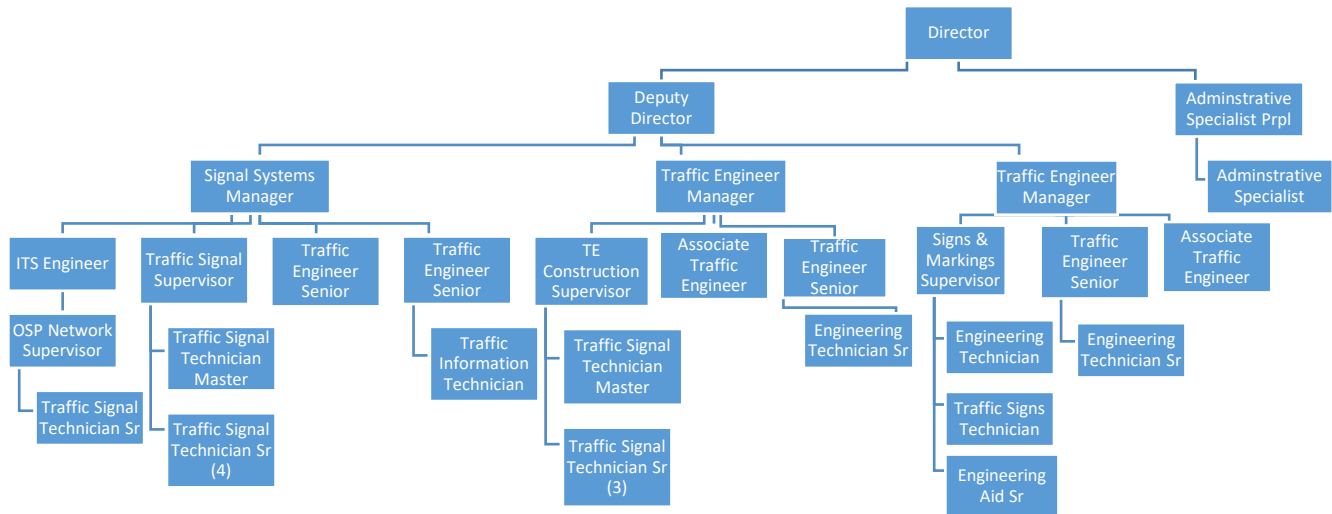 Director
Deputy
Director
Adminstrative
Specialist Prpl
Adminstrative
Specialist
Signal Systems
Manager
Traffic Engineer
Manager
Traffic Engineer
Manager
ITS Engineer
Traffic Signal
Supervisor
Traffic
Engineer
Senior
Traffic
Engineer
Senior
TE
Construction
Supervisor
Associate
Traffic
Engineer
Traffic
Engineer
Senior
Signs &
Markings
Supervisor
Traffic
Engineer
Senior
Associate
Traffic
Engineer
OSP Network
Supervisor
Traffic Signal
Technician Sr
Traffic Signal
Technician
Master
Traffic Signal
Technician Sr
(4)
Traffic
Information
Technician
Traffic Signal
Technician
Master
Traffic Signal
Technician Sr
(3)
Engineering
Technician Sr
Engineering
Technician
Traffic Signs
Technician
Engineering
Aid Sr
Engineering
Technician Sr